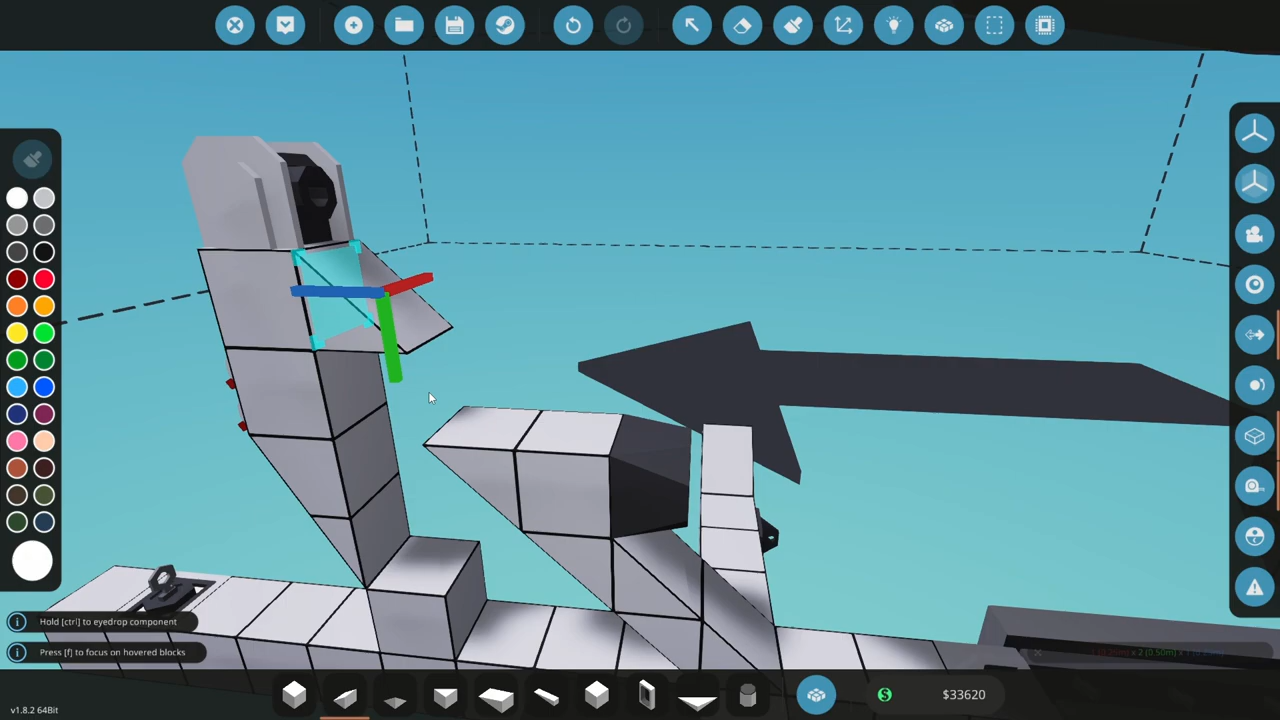 Hold [ctrl] to eyedrop component
Press [f] to focus on hovered blocks
v1.8.2 64Bit
$
$33620